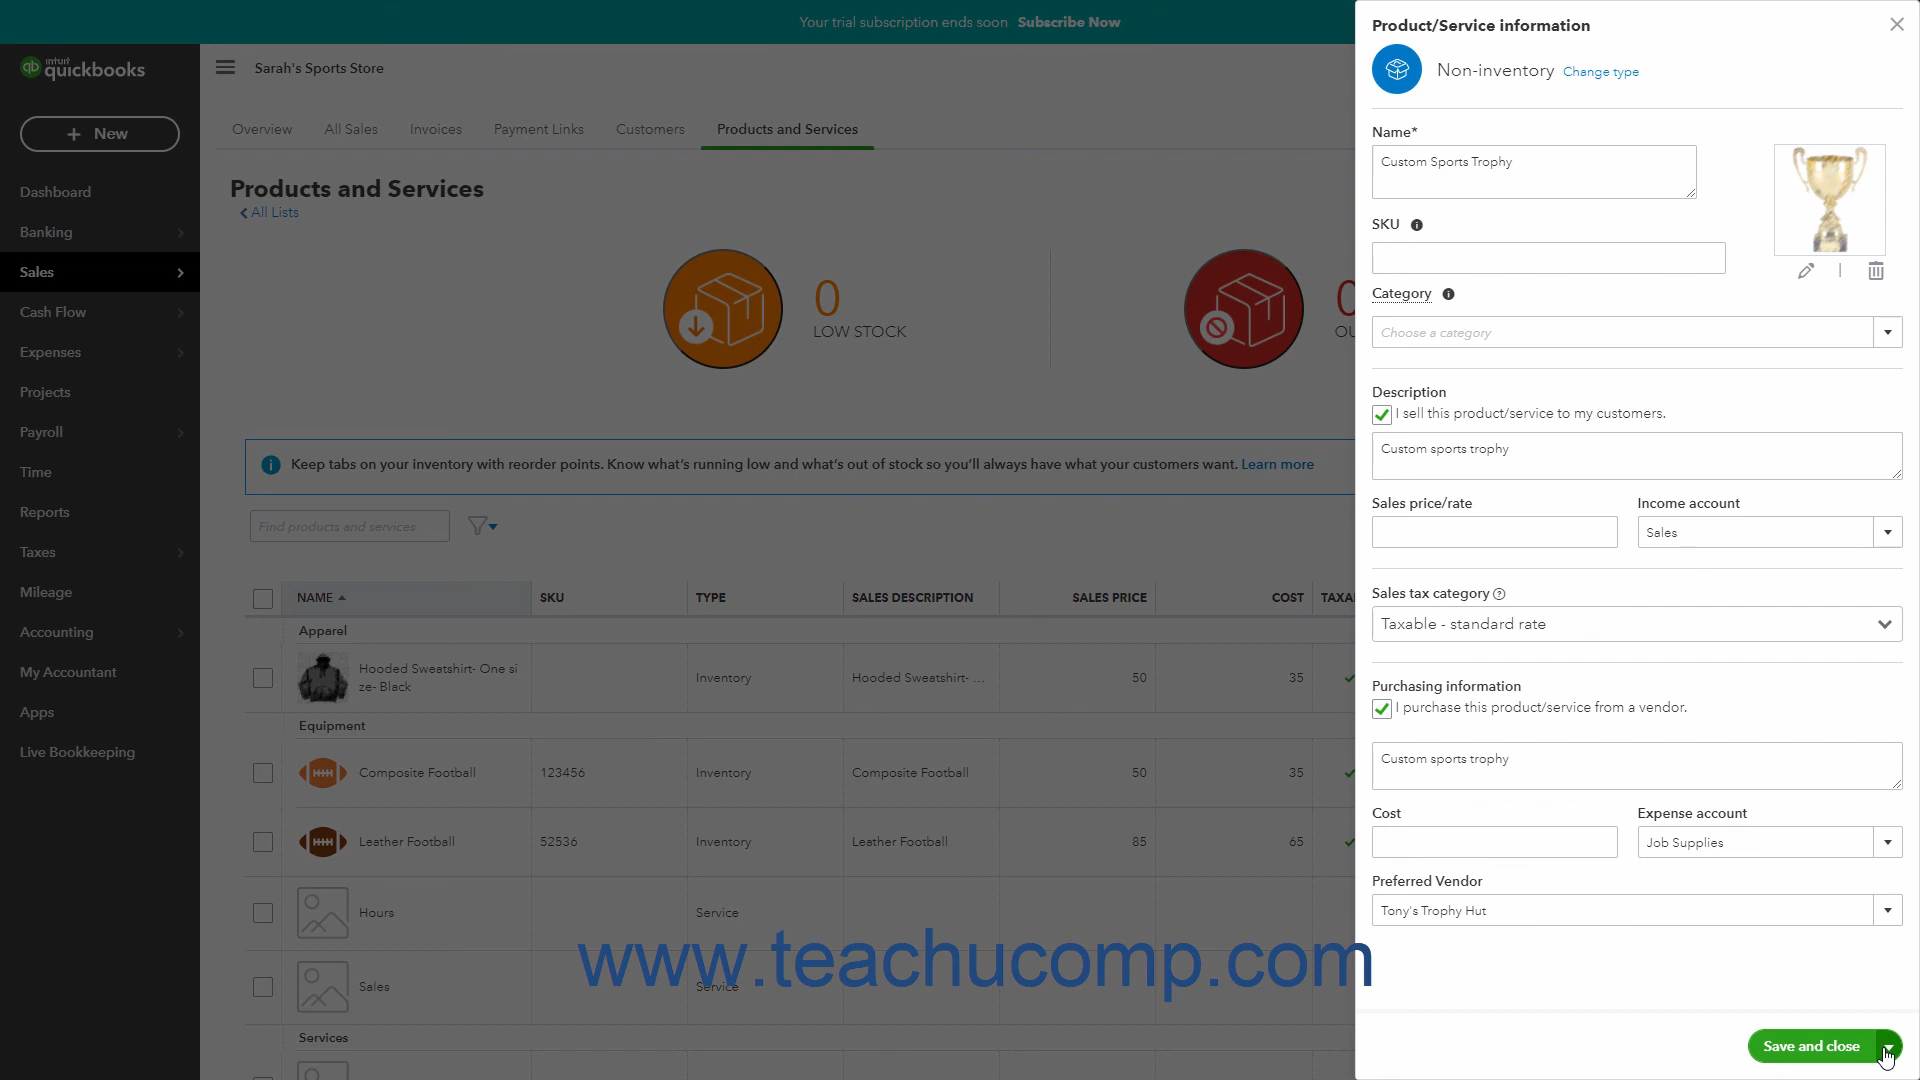 Your trial subscription ends soon Subscribe Now
intuit
quickbooks
Sarah's Sports Store
+ New
Dashboard
Banking
Sales
Cash Flow
Expenses
Projects
Payroll
Time
Reports
Taxes
Mileage
Accounting
My Accountant
Apps
Live Bookkeeping
Overview All Sales Invoices Payment Links Customers Products and Services
Products and Services
All Lists
0
LOW STOCK
Keep tabs on your inventory with reorder points. Know what's running low and what's out of stock so you'll always have what your customers want. Learn more
Find products and services
NAME SKU TYPE SALES DESCRIPTION SALES PRICE COST TAXA
Apparel
Hooded Sweatshirt- One si
ze- Black
Inventory Hooded Sweatshirt- ... 50 35
Equipment
Composite Football 123456 Inventory Composite Football 50 35
Leather Football 52536 Inventory Leather Football 85 65
Hours Service
Sales Service
Services
www.teachucomp.com
Product/Service information
Non-inventory Change type
Name*
Custom Sports Trophy
SKU
Category
Choose a category
Description
I sell this product/service to my customers.
Custom sports trophy
Sales price/rate Income account
Sales
Sales tax category
Taxable - standard rate
Purchasing information
I purchase this product/service from a vendor.
Custom sports trophy
Cost Expense account
Job Supplies
Preferred Vendor
Tony's Trophy Hut
Save and close